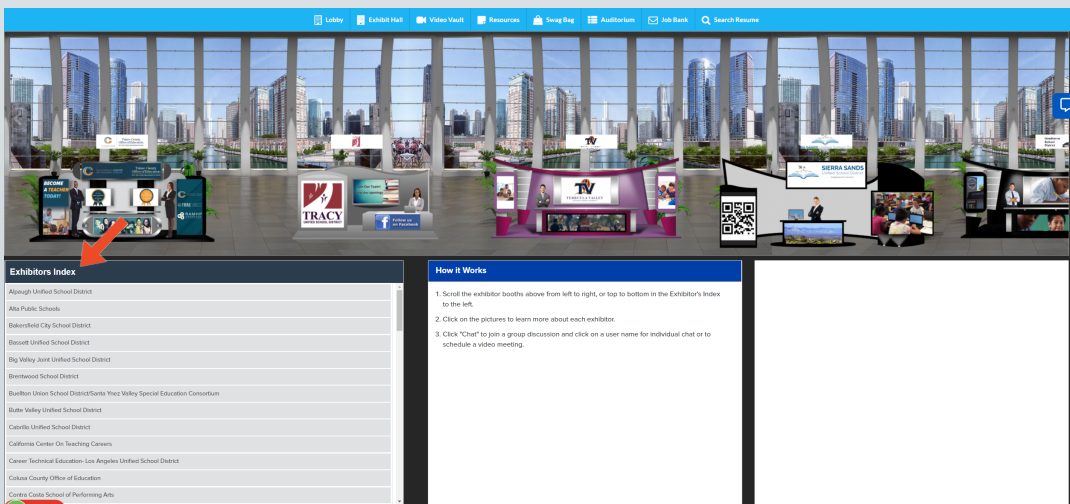 Lobby
Exhibit Hall
Video Vault
Resources
Swag Bag
Auditorium
Job Bank
Search Resume
BECOME
A TEACHER
TODAY!
TRACY
UNIFIED SCHOOL DISTRICT
Follow us
on Facebook
TV
TEMECULA VALLEY
SIERRA SANDS
Exhibitors Index
Alpaugh Unified School District
Alta Public Schools
Bakersfield City School District
Bassett Unified School District
Big Valley Joint Unified School District
Brentwood School District
Buellton Union School District/Santa Ynez Valley Special Education Consortium
Butte Valley Unified School District
Cabrillo Unified School District
California Center On Teaching Careers
Career Technical Education- Los Angeles Unified School District
Colusa County Office of Education
Contra Costa School of Performing Arts
How it Works
1. Scroll the exhibitor booths above from left to right, or top to bottom in the Exhibitor's Index
to the left.
2. Click on the pictures to learn more about each exhibitor.
3. Click "Chat" to join a group discussion and click on a user name for individual chat or to
schedule a video meeting.